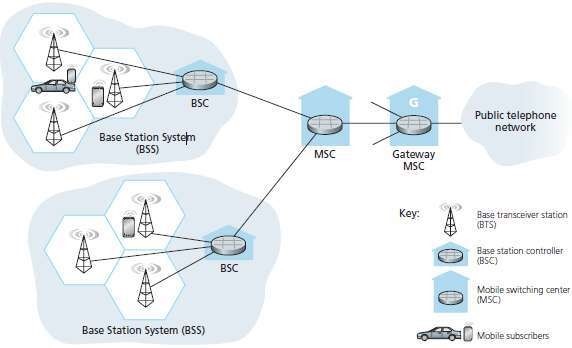 BSC
Base Station System
(BSS)
G
Public telephone
network
MSC
Gateway
MSC
BSC
Base Station System (BSS)
Key:
Base transceiver station
(BTS)
Base station controller
(BSC)
Mobile switching center
(MSC)
Mobile subscribers